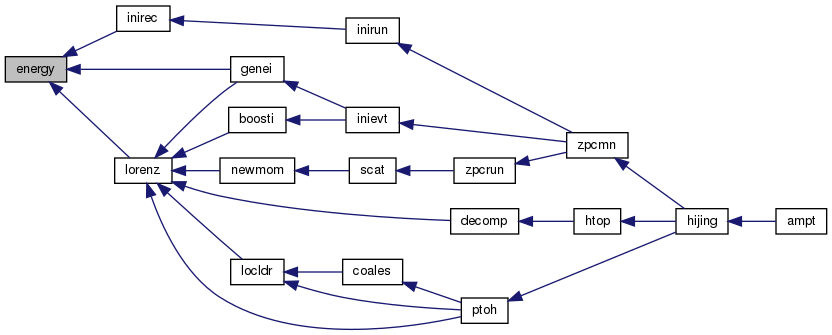 inirec
inirun
energy
genei
boosti
inievt
zpcmn
lorenz
newmom
scat
zpcrun
decomp
htop
hijing
ampt
locldr
coales
ptoh